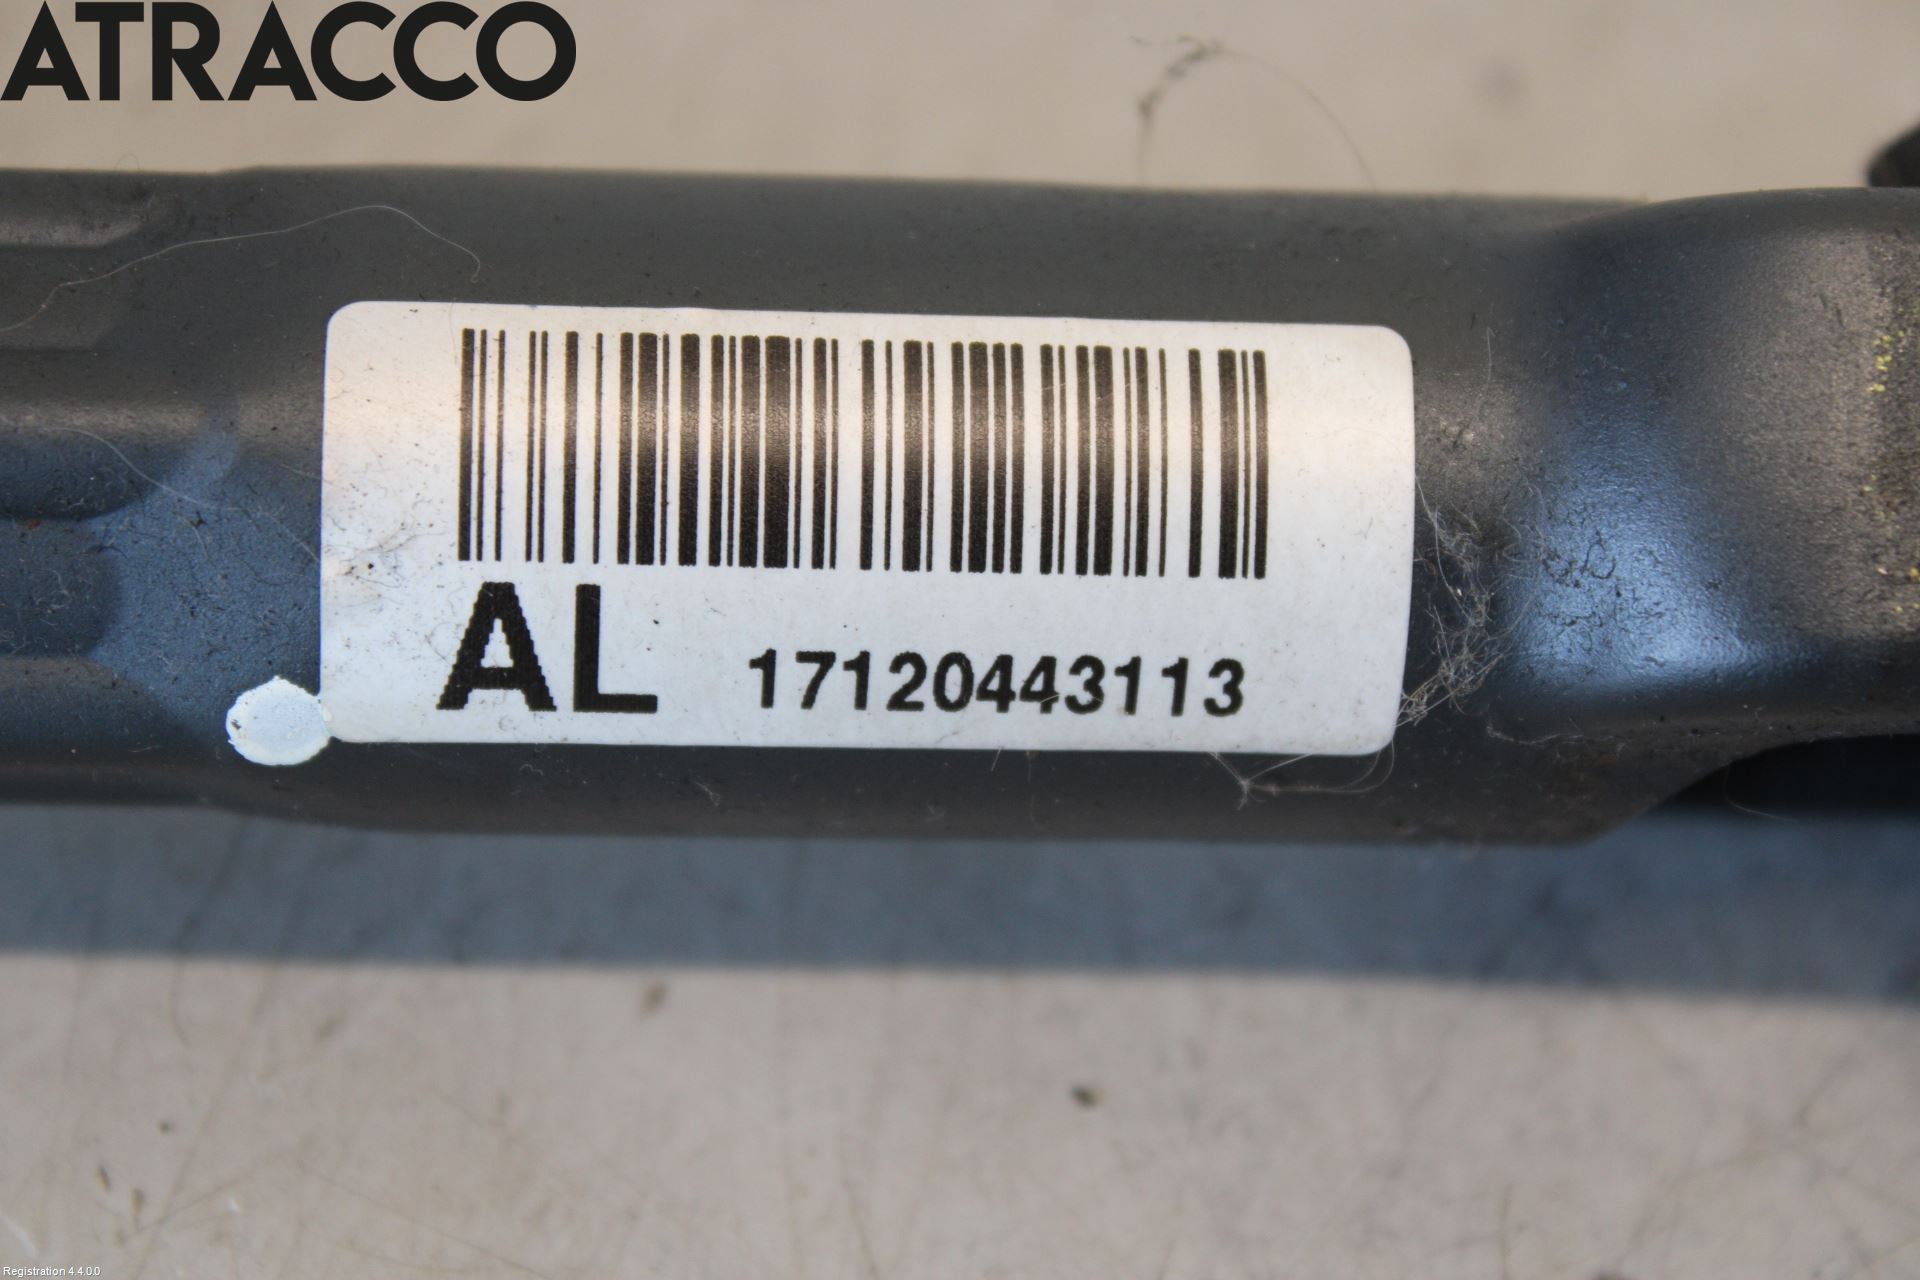 ATRACCO
AL 17120443113
Registration 4.4.0.0